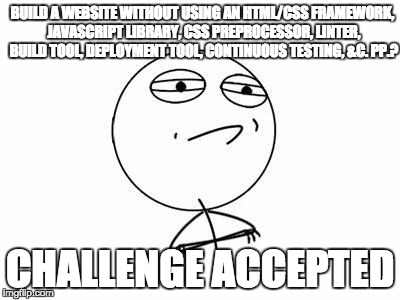 BUILD A WEBSITE WITHOUT USING AN HTML/CSS FRAMEWORK,
JAVASCRIPT LIBRARY, CSS PREPROCESSOR, LINTER,
BUILD TOOL, DEPLOYMENT TOOL, CONTINUOUS TESTING, &C. PP.?
CHALLENGE ACCEPTED
imgflip.com